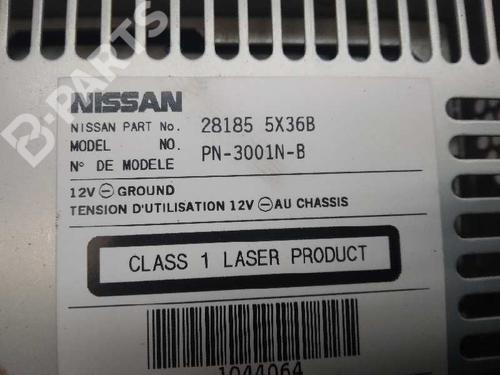 B-PARTS
NISSAN
NISSAN PART No. 28185 5X36B
MODEL NO. PN-3001N-B
N° DE MODELE
12V ⊖ GROUND
TENSION D'UTILISATION 12V ⊖ AU CHASSIS
CLASS 1 LASER PRODUCT
1044064